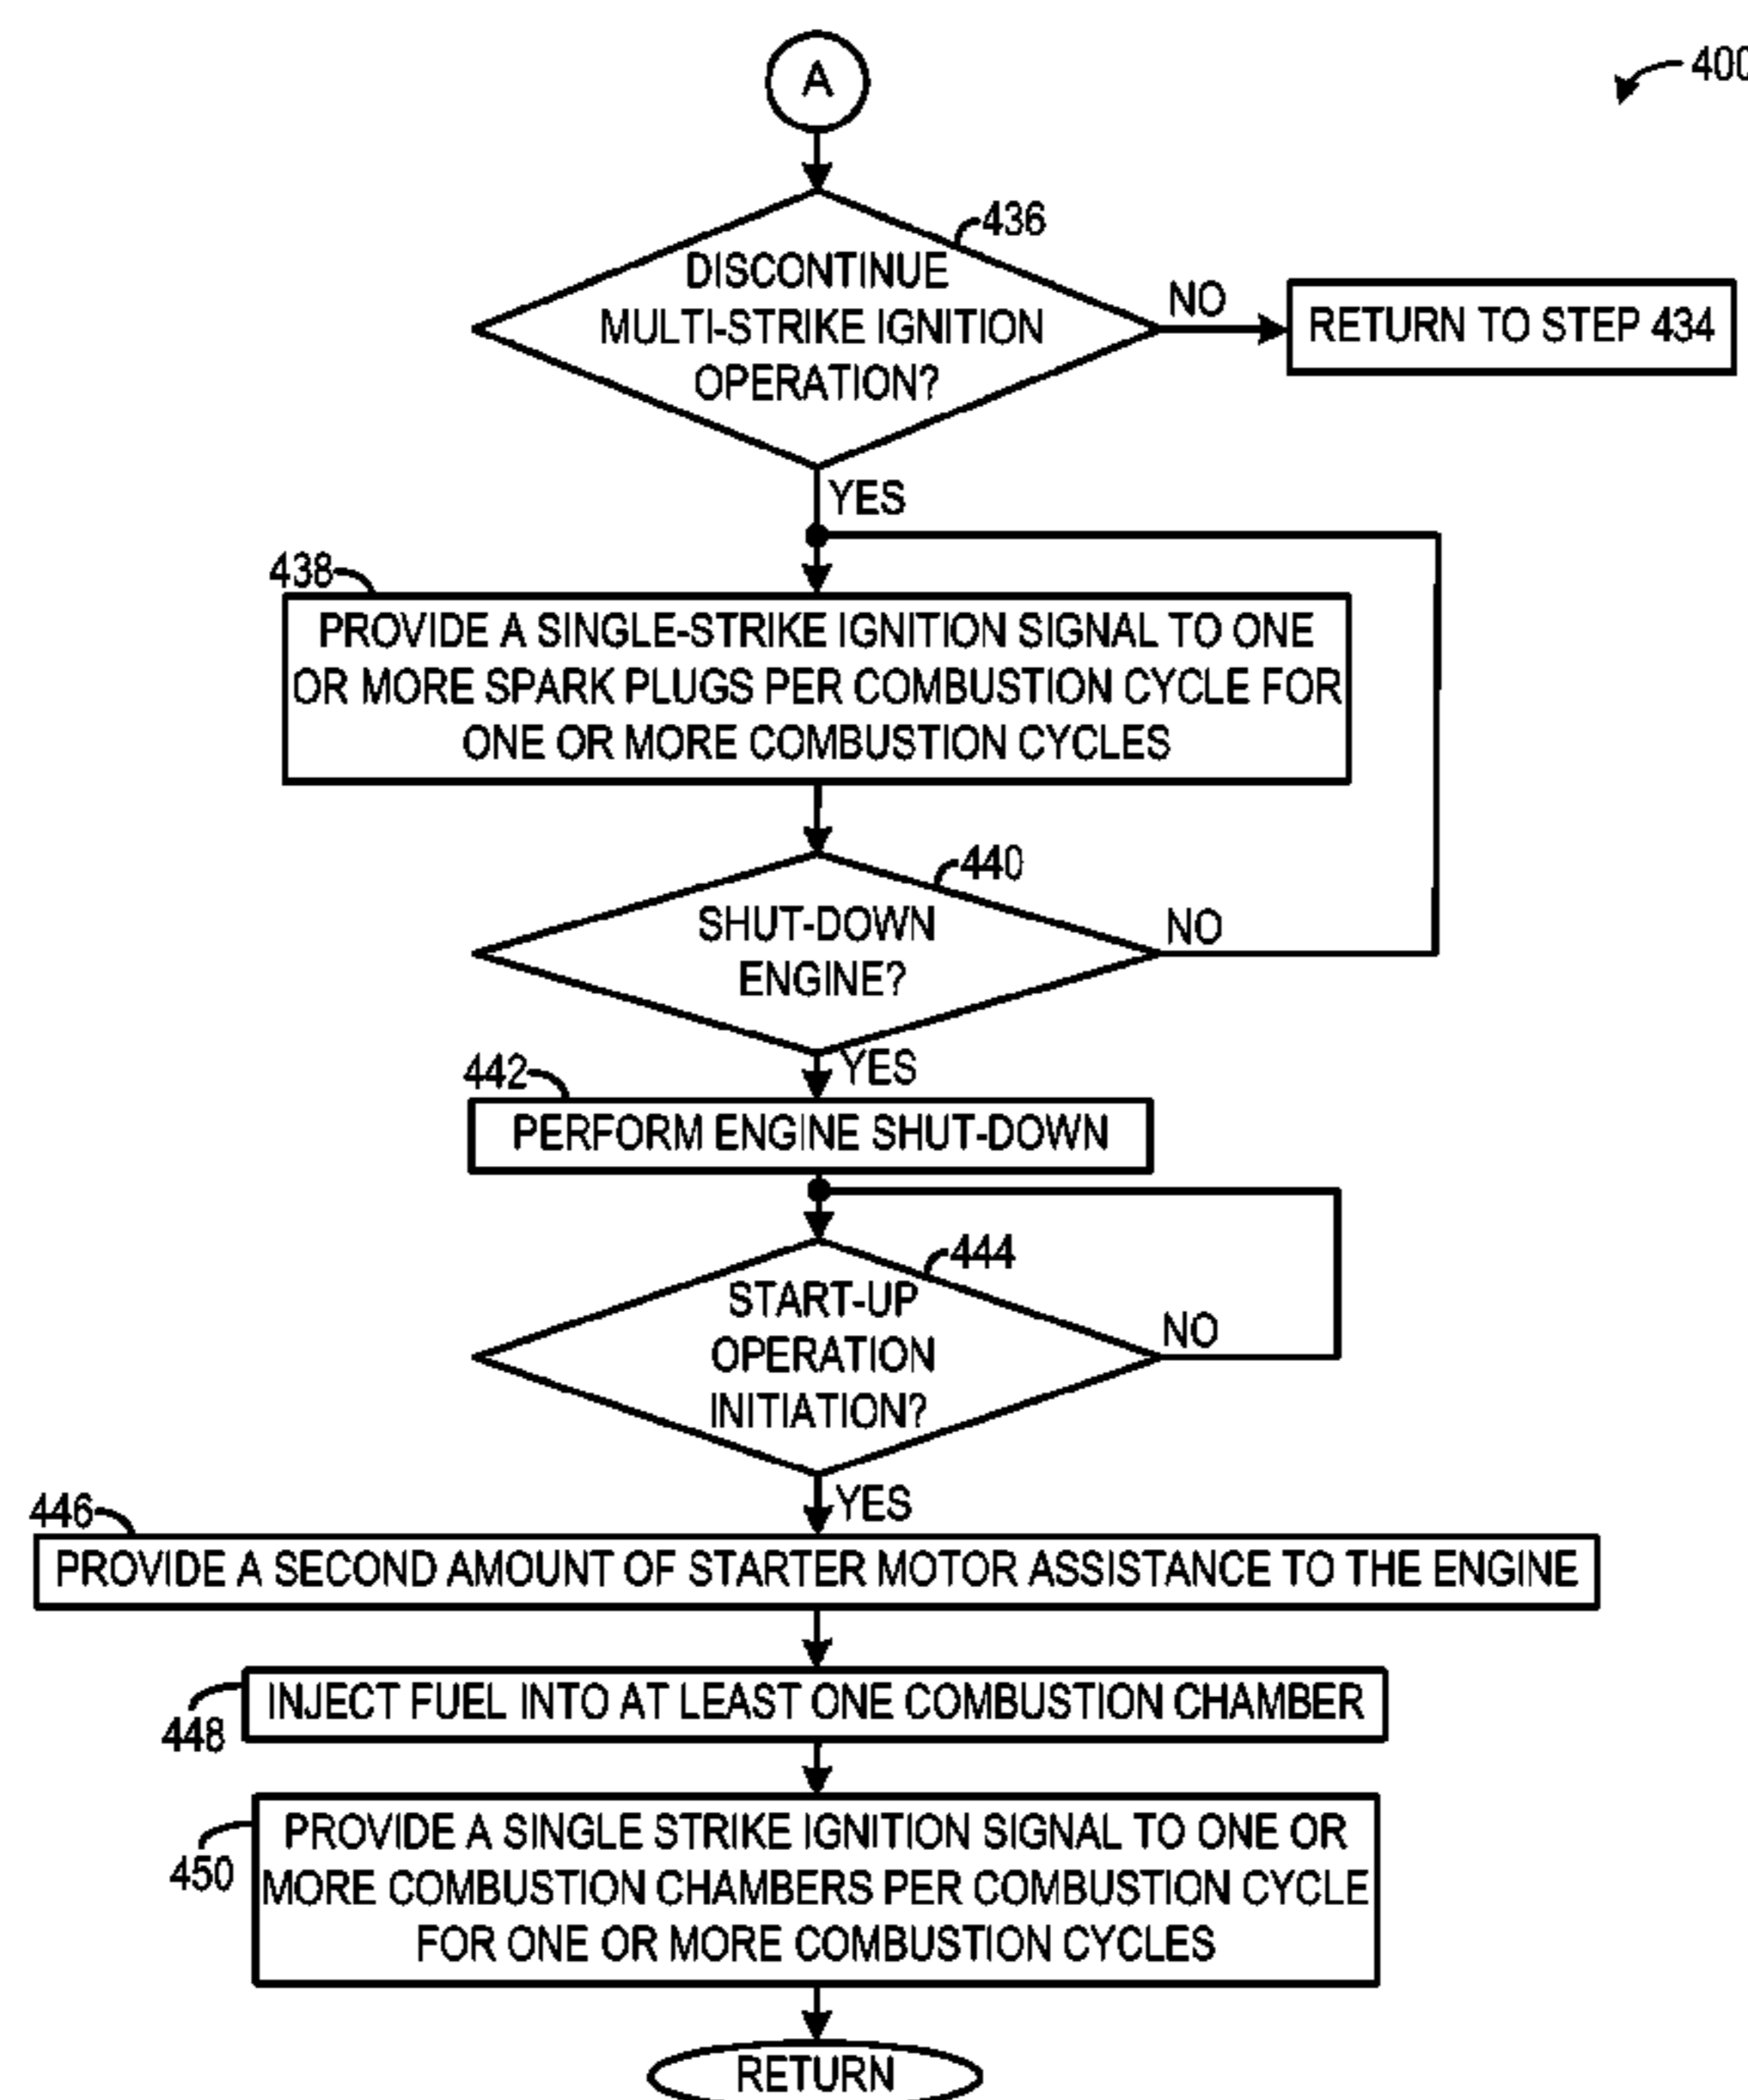 A
400
436
DISCONTINUE
MULTI-STRIKE IGNITION
OPERATION?
NO
RETURN TO STEP 434
YES
438
PROVIDE A SINGLE-STRIKE IGNITION SIGNAL TO ONE
OR MORE SPARK PLUGS PER COMBUSTION CYCLE FOR
ONE OR MORE COMBUSTION CYCLES
440
SHUT-DOWN
ENGINE?
NO
YES
442
PERFORM ENGINE SHUT-DOWN
444
START-UP
OPERATION
INITIATION?
NO
YES
446
PROVIDE A SECOND AMOUNT OF STARTER MOTOR ASSISTANCE TO THE ENGINE
448
INJECT FUEL INTO AT LEAST ONE COMBUSTION CHAMBER
450
PROVIDE A SINGLE STRIKE IGNITION SIGNAL TO ONE OR
MORE COMBUSTION CHAMBERS PER COMBUSTION CYCLE
FOR ONE OR MORE COMBUSTION CYCLES
RETURN